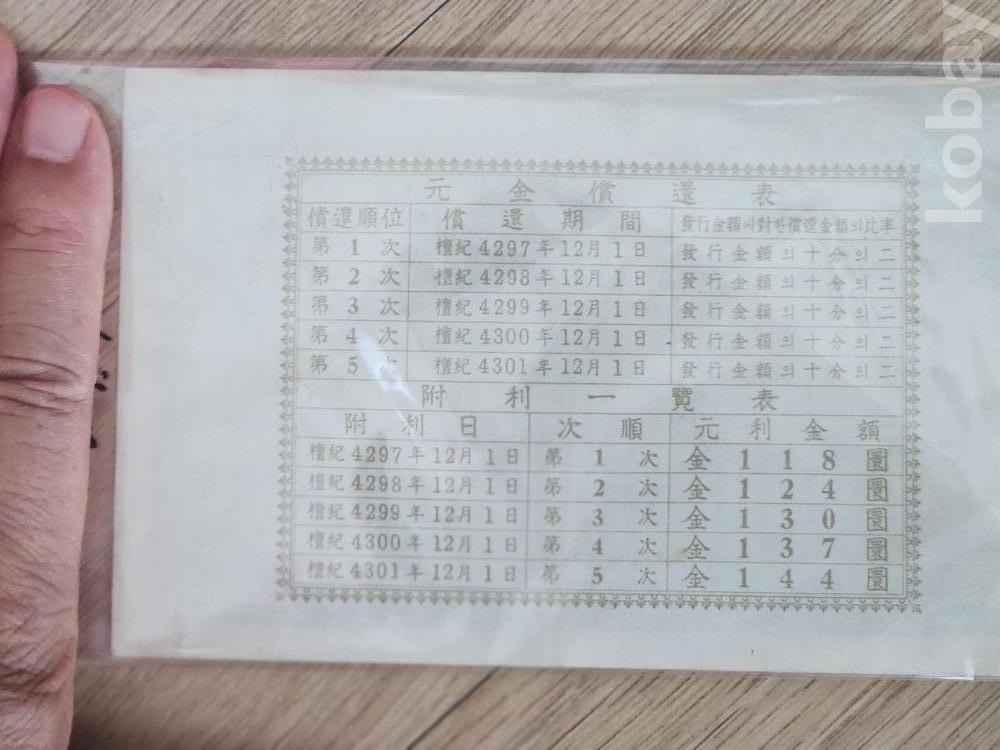 元金償還表
償還順位 償還期間 發行金額에對한償還金額의比率
第1次 檀紀4297年12月1日 發行金額의十分의二
第2次 檀紀4298年12月1日 發行金額의十分의二
第3次 檀紀4299年12月1日 發行金額의十分의二
第4次 檀紀4300年12月1日 發行金額의十分의二
第5次 檀紀4301年12月1日 發行金額의十分의二
附利一覽表
附利日 次順 元利金額
檀紀4297年12月1日 第1次 金118圜
檀紀4298年12月1日 第2次 金124圜
檀紀4299年12月1日 第3次 金130圜
檀紀4300年12月1日 第4次 金137圜
檀紀4301年12月1日 第5次 金144圜
kobay